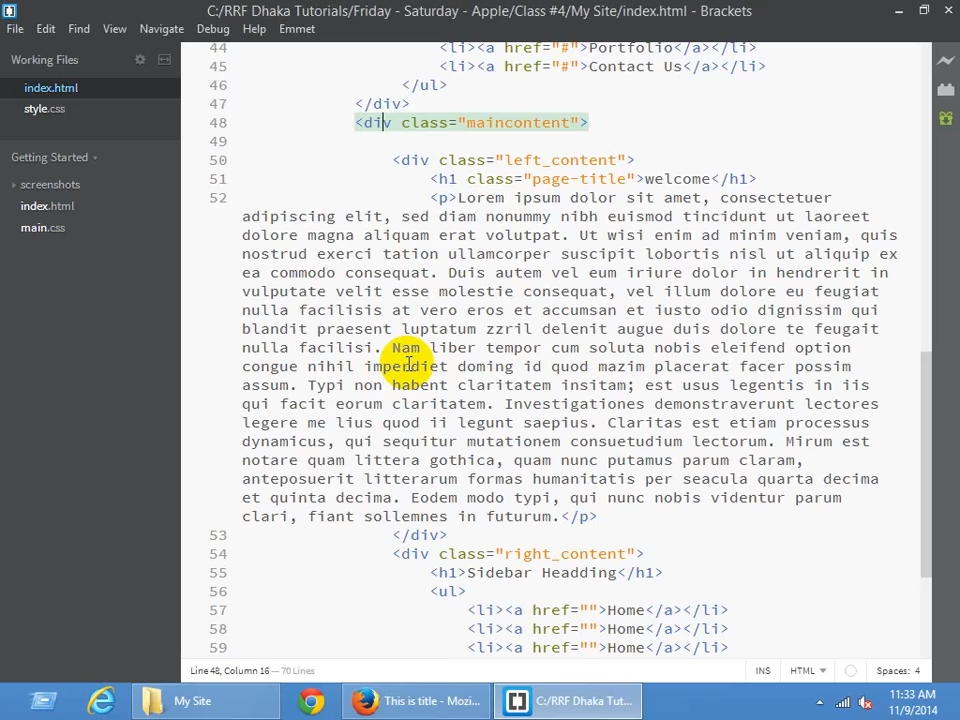 C:/RRF Dhaka Tutorials/Friday - Saturday - Apple/Class #4/My Site/index.html - Brackets
File Edit Find View Navigate Debug Help Emmet
Working Files
index.html
style.css
Getting Started
screenshots
index.html
main.css
44 <li><a href="#">Portfolio</a></li>
45 <li><a href="#">Contact Us</a></li>
46 </ul>
47 </div>
48 <div class="maincontent">
49
50 <div class="left_content">
51 <h1 class="page-title">welcome</h1>
52 <p>Lorem ipsum dolor sit amet, consectetuer
adipiscing elit, sed diam nonummy nibh euismod tincidunt ut laoreet
dolore magna aliquam erat volutpat. Ut wisi enim ad minim veniam, quis
nostrud exerci tation ullamcorper suscipit lobortis nisl ut aliquip ex
ea commodo consequat. Duis autem vel eum iriure dolor in hendrerit in
vulputate velit esse molestie consequat, vel illum dolore eu feugiat
nulla facilisis at vero eros et accumsan et iusto odio dignissim qui
blandit praesent luptatum zzril delenit augue duis dolore te feugait
nulla facilisi. Nam liber tempor cum soluta nobis eleifend option
congue nihil imperdiet doming id quod mazim placerat facer possim
assum. Typi non habent claritatem insitam; est usus legentis in iis
qui facit eorum claritatem. Investigationes demonstraverunt lectores
legere me lius quod ii legunt saepius. Claritas est etiam processus
dynamicus, qui sequitur mutationem consuetudium lectorum. Mirum est
notare quam littera gothica, quam nunc putamus parum claram,
anteposuerit litterarum formas humanitatis per seacula quarta decima
et quinta decima. Eodem modo typi, qui nunc nobis videntur parum
clari, fiant sollemnes in futurum.</p>
53 </div>
54 <div class="right_content">
55 <h1>Sidebar Headding</h1>
56 <ul>
57 <li><a href="">Home</a></li>
58 <li><a href="">Home</a></li>
59 <li><a href="">Home</a></li>
Line 48, Column 16 — 70 Lines
INS HTML Spaces: 4
My Site
This is title - Mozi...
C:/RRF Dhaka Tut...
11:33 AM
11/9/2014